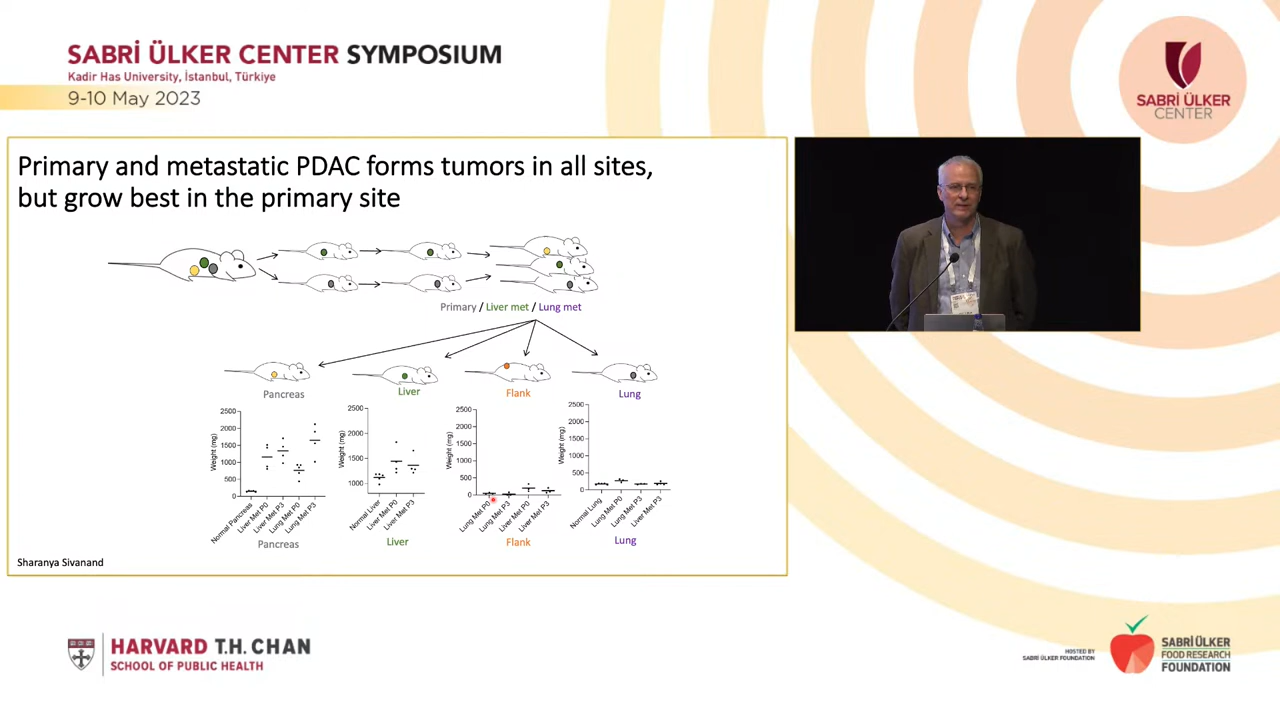 SABRİ ÜLKER CENTER SYMPOSIUM
Kadir Has University, İstanbul, Türkiye
9-10 May 2023
SABRİ ÜLKER
CENTER
Primary and metastatic PDAC forms tumors in all sites,
but grow best in the primary site
Primary / Liver met / Lung met
Pancreas
Liver
Flank
Lung
Weight (mg)
2500
2000
1500
1000
500
0
Normal Pancreas
Liver Met P0
Liver Met P3
Lung Met P0
Lung Met P3
Pancreas
Weight (mg)
2500
2000
1500
1000
Normal Liver
Liver Met P0
Liver Met P3
Liver
Weight (mg)
2500
2000
1500
1000
500
0
Lung Met P0
Lung Met P3
Liver Met P0
Liver Met P3
Flank
Weight (mg)
2500
2000
1500
1000
500
0
Normal Lung
Lung Met P0
Lung Met P3
Liver Met P3
Lung
Sharanya Sivanand
HARVARD T.H. CHAN
SCHOOL OF PUBLIC HEALTH
HOSTED BY
SABRİ ÜLKER FOUNDATION
SABRİ ÜLKER
FOOD RESEARCH
FOUNDATION